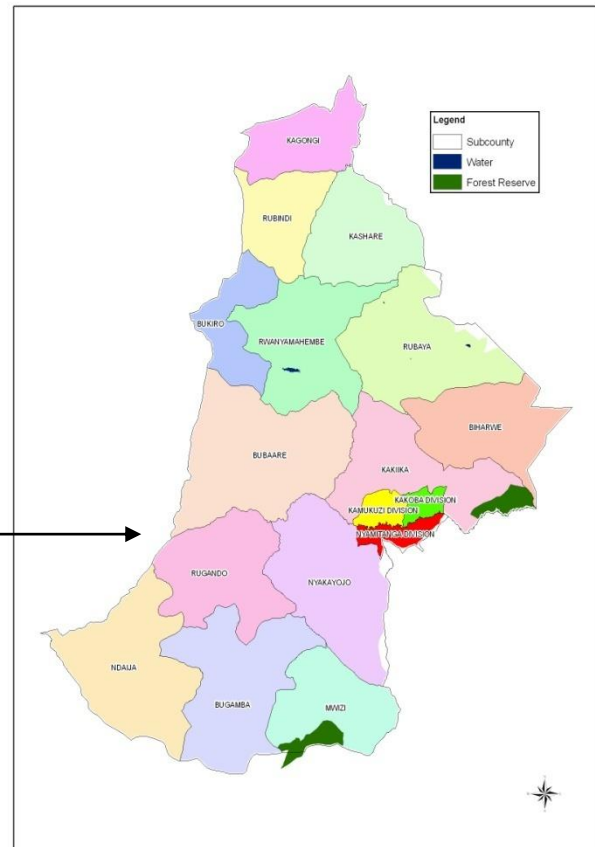 KAGONGI
Legend
Subcounty
Water
Forest Reserve
RUBINDI
KASHARE
BUKIRO
RWANYAMAHEMBE
RUBAYA
BIHARWE
BUBAARE
KAKIIKA
KAKOBA DIVISION
KAMUKUZI DIVISION
NYAMITANGA DIVISION
RUGANDO
NYAKAYOJO
NDAIJA
BUGAMBA
MWIZI